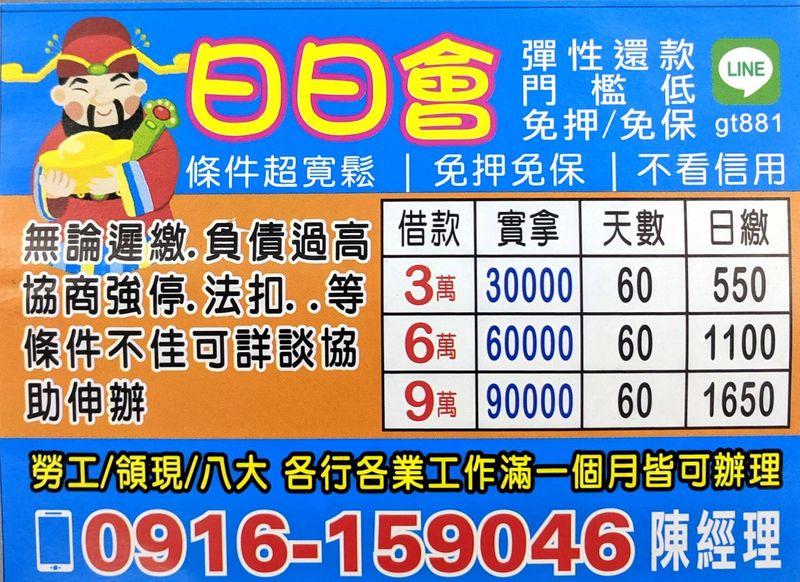 日日會
彈性還款
門檻低
免押/免保
LINE
gt881
條件超寬鬆 | 免押免保 | 不看信用
無論遲繳.負債過高
協商強停.法扣..等
條件不佳可詳談協
助伸辦
借款 實拿 天數 日繳
3萬 30000 60 550
6萬 60000 60 1100
9萬 90000 60 1650
勞工/領現/八大 各行各業工作滿一個月皆可辦理
0916-159046 陳經理